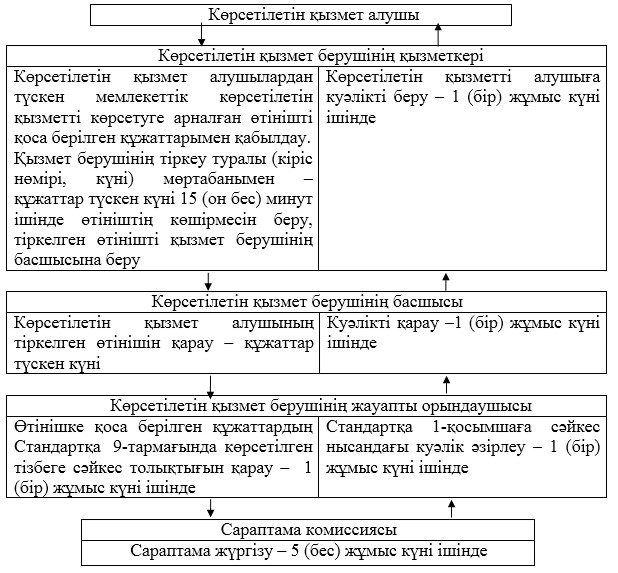 Көрсетілетін қызмет алушы
Көрсетілетін қызмет берушінің қызметкері
Көрсетілетін қызмет алушылардан
түскен мемлекеттік көрсетілетін
қызметті көрсетуге арналған өтінішті
қоса берілген құжаттарымен қабылдау.
Қызмет берушінің тіркеу туралы (кіріс
нөмірі, күні) мөртабанымен –
құжаттар түскен күні 15 (он бес) минут
ішінде өтініштің көшірмесін беру,
тіркелген өтінішті қызмет берушінің
басшысына беру
Көрсетілетін қызметті алушыға
куәлікті беру – 1 (бір) жұмыс күні
ішінде
Көрсетілетін қызмет берушінің басшысы
Көрсетілетін қызмет алушының
тіркелген өтінішін қарау – құжаттар
түскен күні
Куәлікті қарау –1 (бір) жұмыс күні
ішінде
Көрсетілетін қызмет берушінің жауапты орындаушысы
Өтінішке қоса берілген құжаттардың
Стандартқа 9-тармағында көрсетілген
тізбеге сәйкес толықтығын қарау – 1
(бір) жұмыс күні ішінде
Стандартқа 1-қосымшаға сәйкес
нысандағы куәлік әзірлеу – 1 (бір)
жұмыс күні ішінде
Сараптама комиссиясы
Сараптама жүргізу – 5 (бес) жұмыс күні ішінде